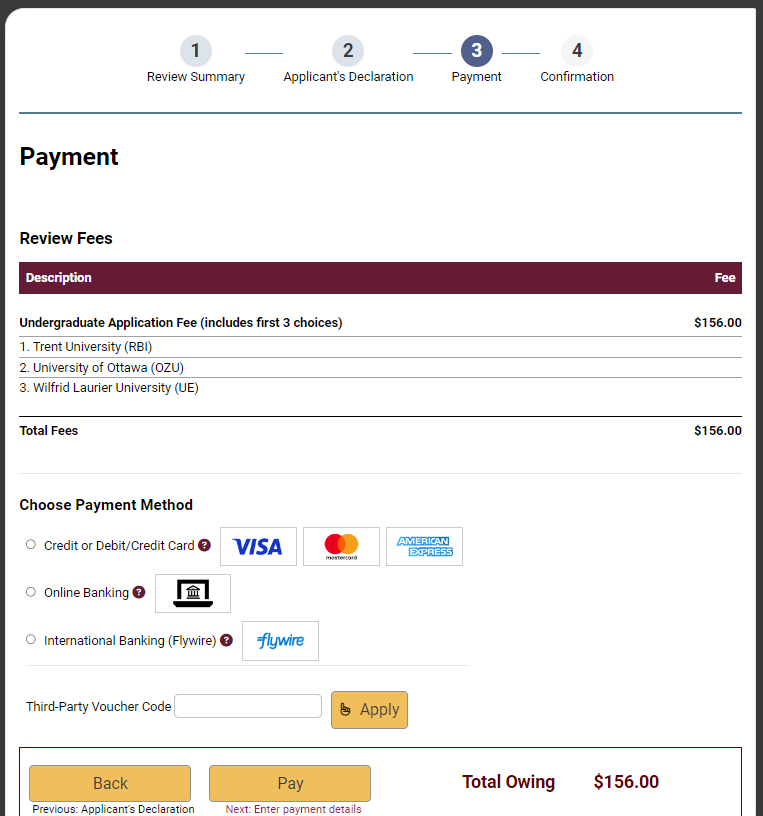 1 2 3 4
Review Summary Applicant's Declaration Payment Confirmation
Payment
Review Fees
Description Fee
Undergraduate Application Fee (includes first 3 choices) $156.00
1. Trent University (RBI)
2. University of Ottawa (OZU)
3. Wilfrid Laurier University (UE)
Total Fees $156.00
Choose Payment Method
Credit or Debit/Credit Card ? VISA mastercard AMERICAN EXPRESS
Online Banking ?
International Banking (Flywire) ? flywire
Third-Party Voucher Code Apply
Back Pay Total Owing $156.00
Previous: Applicant's Declaration Next: Enter payment details